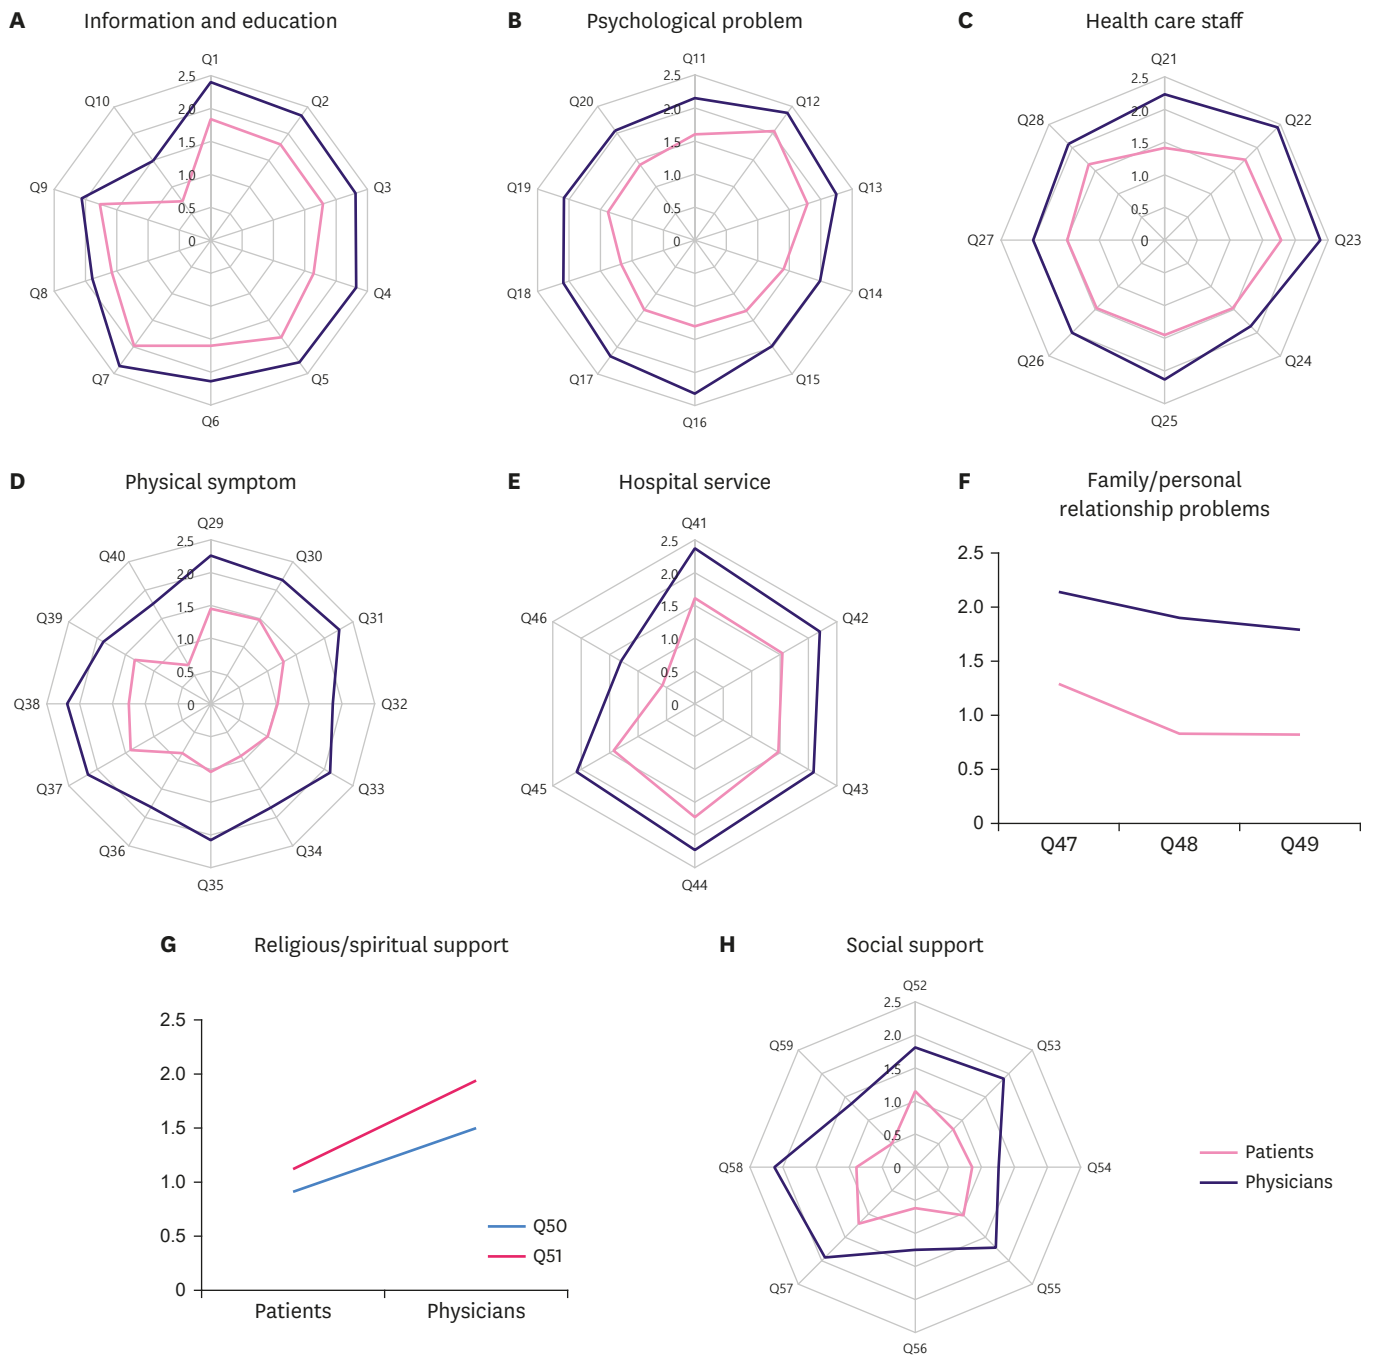 A Information and education
Q1
2.5
2.0
1.5
1.0
0.5
0
Q2
Q3
Q4
Q5
Q6
Q7
Q8
Q9
Q10
B Psychological problem
Q11
2.5
2.0
1.5
1.0
0.5
0
Q12
Q13
Q14
Q15
Q16
Q17
Q18
Q19
Q20
C Health care staff
Q21
2.5
2.0
1.5
1.0
0.5
0
Q22
Q23
Q24
Q25
Q26
Q27
Q28
D Physical symptom
Q29
2.5
2.0
1.5
1.0
0.5
0
Q30
Q31
Q32
Q33
Q34
Q35
Q36
Q37
Q38
Q39
Q40
E Hospital service
Q41
2.5
2.0
1.5
1.0
0.5
0
Q42
Q43
Q44
Q45
Q46
F Family/personal
relationship problems
2.5
2.0
1.5
1.0
0.5
0
Q47 Q48 Q49
G Religious/spiritual support
2.5
2.0
1.5
1.0
0.5
0
Patients Physicians
Q50
Q51
H Social support
Q52
2.5
2.0
1.5
1.0
0.5
0
Q53
Q54
Q55
Q56
Q57
Q58
Q59
Patients
Physicians